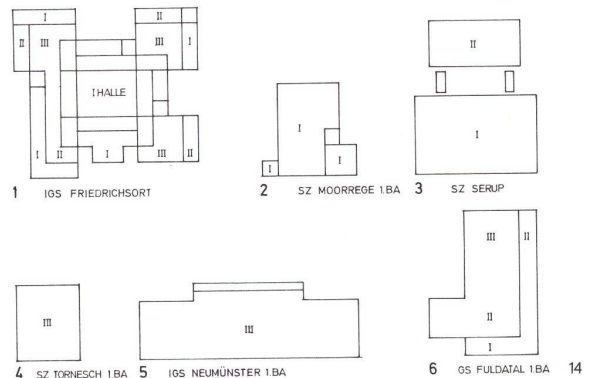 I
II
III
II
III
I
I HALLE
I
II
I
III
II
1 IGS FRIEDRICHSORT
I
I
I
2 SZ MOORREGE 1.BA
II
I
3 SZ SERUP
III
4 SZ TORNESCH 1.BA
III
5 IGS NEUMÜNSTER 1.BA
III
II
II
I
6 GS FULDATAL 1.BA
14